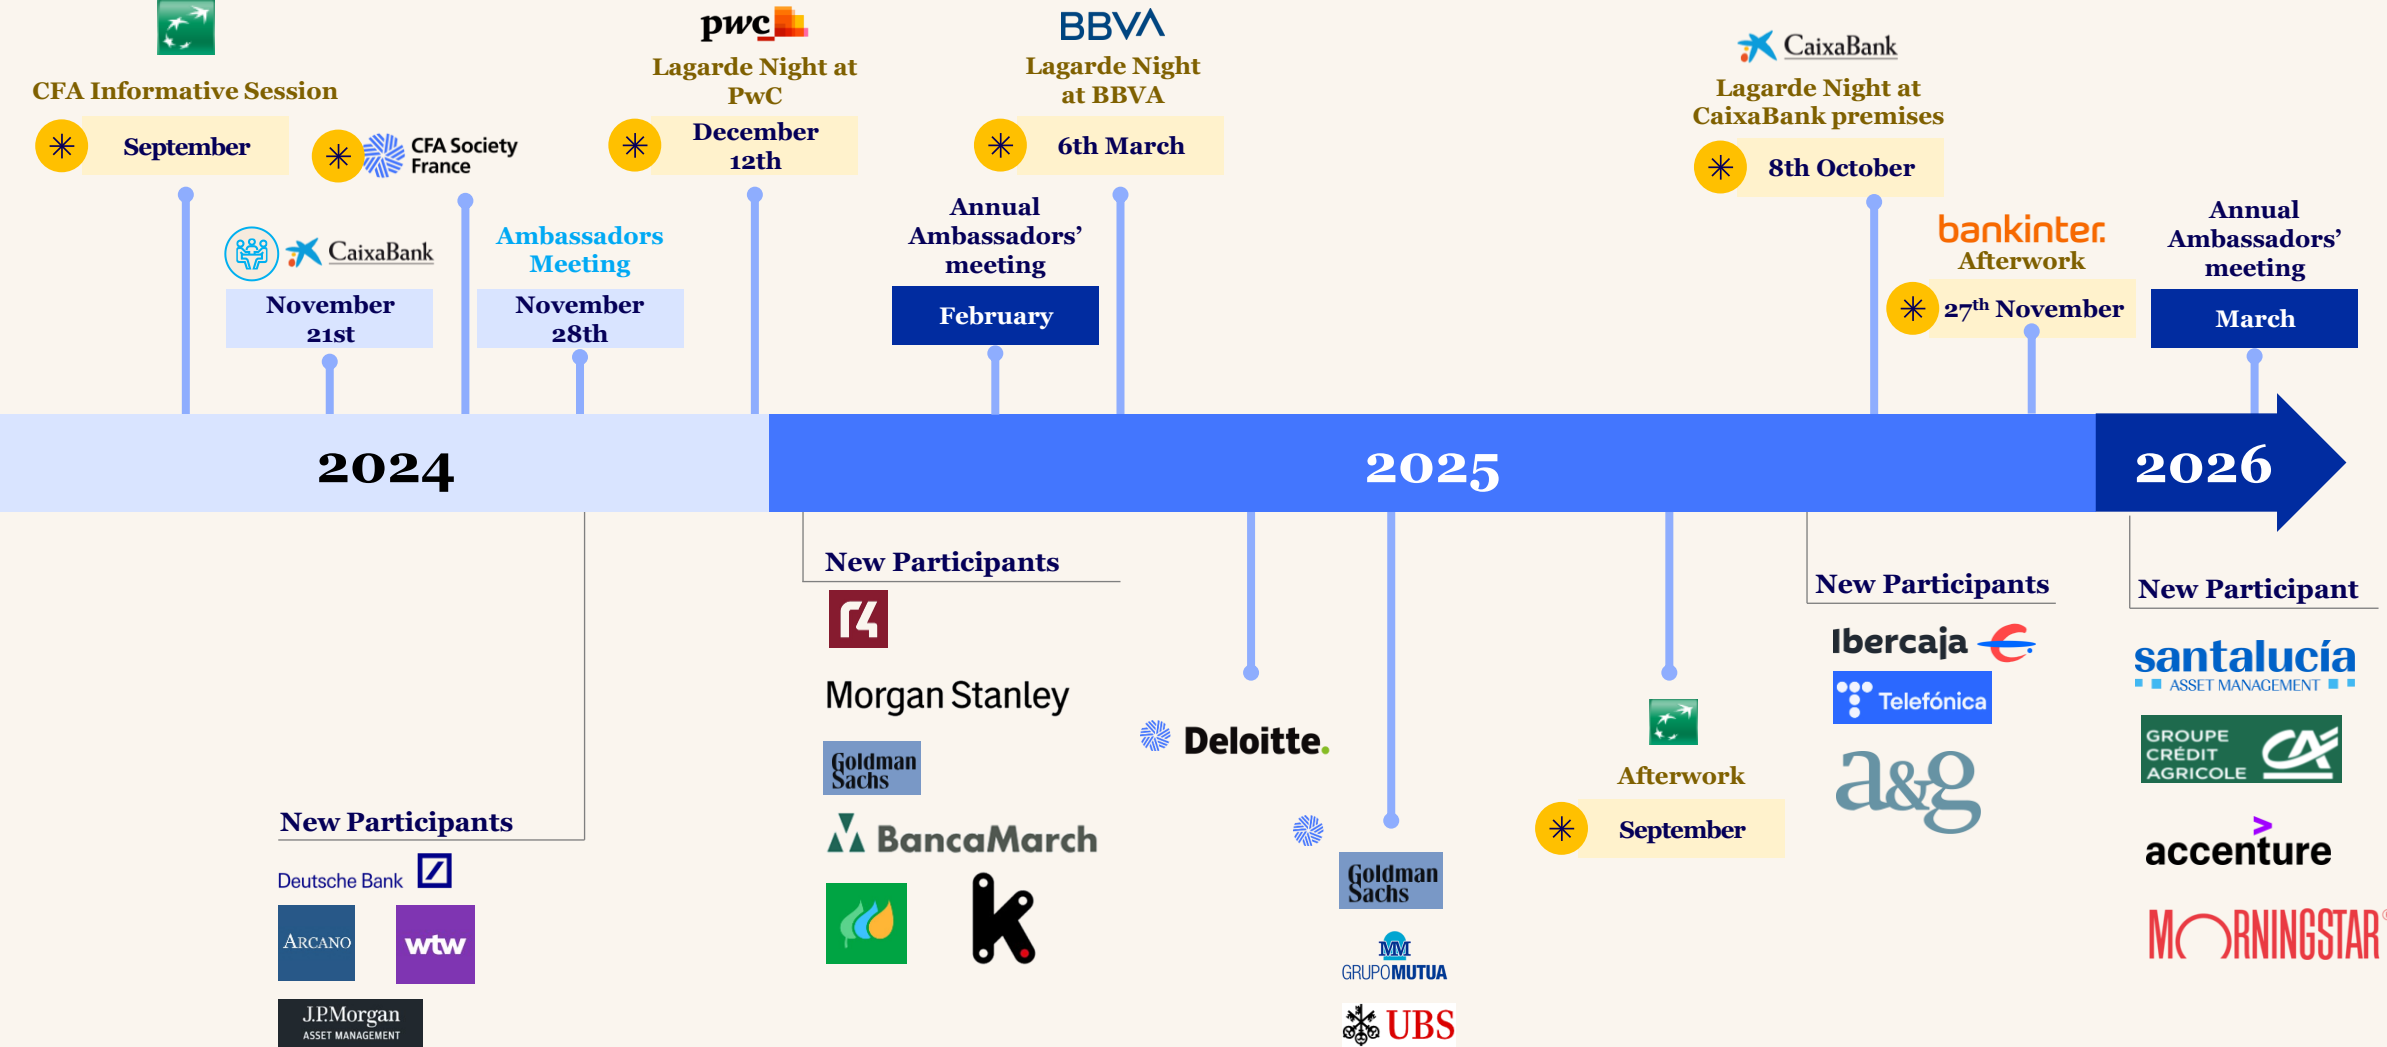 pwc
BBVA
CaixaBank
CFA Informative Session
Lagarde Night at
PwC
Lagarde Night
at BBVA
Lagarde Night at
CaixaBank premises
September
CFA Society
France
December
12th
6th March
8th October
CaixaBank
November
21st
Ambassadors
Meeting
November
28th
Annual
Ambassadors’
meeting
February
bankinter.
Afterwork
27th November
Annual
Ambassadors’
meeting
March
2024
2025
2026
New Participants
Deutsche Bank
ARCANO
wtw
J.P.Morgan
ASSET MANAGEMENT
New Participants
r4
Morgan Stanley
Goldman
Sachs
BancaMarch
k
Deloitte.
Goldman
Sachs
MM
GRUPOMUTUA
UBS
Afterwork
September
New Participants
Ibercaja
Telefónica
a&g
New Participant
santalucía
ASSET MANAGEMENT
GROUPE
CRÉDIT
AGRICOLE
CA
accenture
MORNINGSTAR®